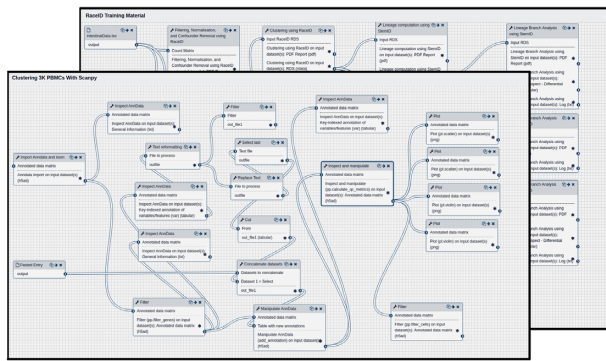 RaceID Training Material
intestinalData.tsv
output
Filtering, Normalisation,
and Confounder Removal using
RaceID
Count Matrix
Filtering, Normalisation,
and Confounder Removal using
Clustering using RaceID
Input RaceID RDS
Clustering using RaceID on input
dataset(s): PDF Report (pdf)
Clustering using RaceID on input
dataset(s): RDS (rdata)
Lineage computation using
StemID
Input RDS
Lineage computation using StemID
on input dataset(s): PDF Report
(pdf)
Lineage computation using StemID
Lineage Branch Analysis
using StemID
Input RDS
Lineage Branch Analysis using
StemID on input dataset(s): PDF
Report (pdf)
Clustering 3K PBMCs With Scanpy
Inspect AnnData
Annotated data matrix
Inspect AnnData on input dataset(s):
General information (txt)
Import Anndata and loom
Annotated data matrix
Anndata import on input dataset(s)
(h5ad)
Text reformatting
File to process
outfile
Filter
Filter
out_file1
Select last
Text file
outfile
Replace Text
File to process
outfile
Inspect AnnData
Annotated data matrix
Inspect AnnData on input dataset(s):
Key-indexed annotation of
variables/features (var) (tabular)
Inspect and manipulate
Annotated data matrix
Inspect and manipulate
(pp.calculate_qc_metrics) on input
dataset(s): Annotated data matrix
(h5ad)
Plot
Annotated data matrix
Plot (pl.scatter) on input dataset(s)
(png)
Plot
Annotated data matrix
Plot (pl.scatter) on input dataset(s)
(png)
Plot
Annotated data matrix
Plot (pl.violin) on input dataset(s)
(png)
Plot
Annotated data matrix
Plot (pl.violin) on input dataset(s)
(png)
Inspect AnnData
Annotated data matrix
Inspect AnnData on input dataset(s):
Key-indexed annotation of
variables/features (var) (tabular)
Inspect AnnData
Annotated data matrix
Inspect AnnData on input dataset(s):
General information (txt)
Cut
From
out_file1 (tabular)
output
Concatenate datasets
Datasets to concatenate
Dataset 1 > Select
out_file1
Filter
Annotated data matrix
Filter (pp.filter_genes) on input
dataset(s): Annotated data matrix
(h5ad)
Manipulate AnnData
Annotated data matrix
Table with new annotations
Manipulate AnnData
(add_annotation) on input
dataset(s): Annotated data matrix
(h5ad)
Filter
Annotated data matrix
Filter (pp.filter_cells) on input
dataset(s): Annotated data matrix
(h5ad)